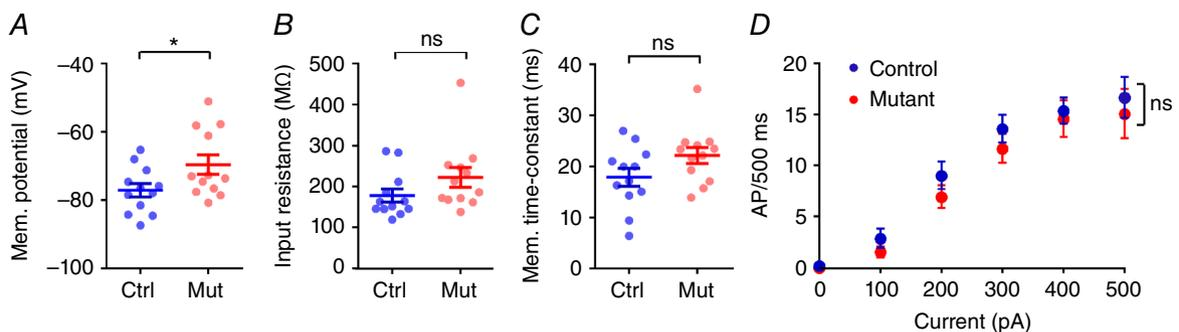 A
Mem. potential (mV)
−40
−60
−80
−100
*
Ctrl
Mut
B
Input resistance (MΩ)
500
400
300
200
100
0
ns
Ctrl
Mut
C
Mem. time-constant (ms)
40
30
20
10
0
ns
Ctrl
Mut
D
AP/500 ms
20
15
10
5
0
Control
Mutant
ns
0
100
200
300
400
500
Current (pA)